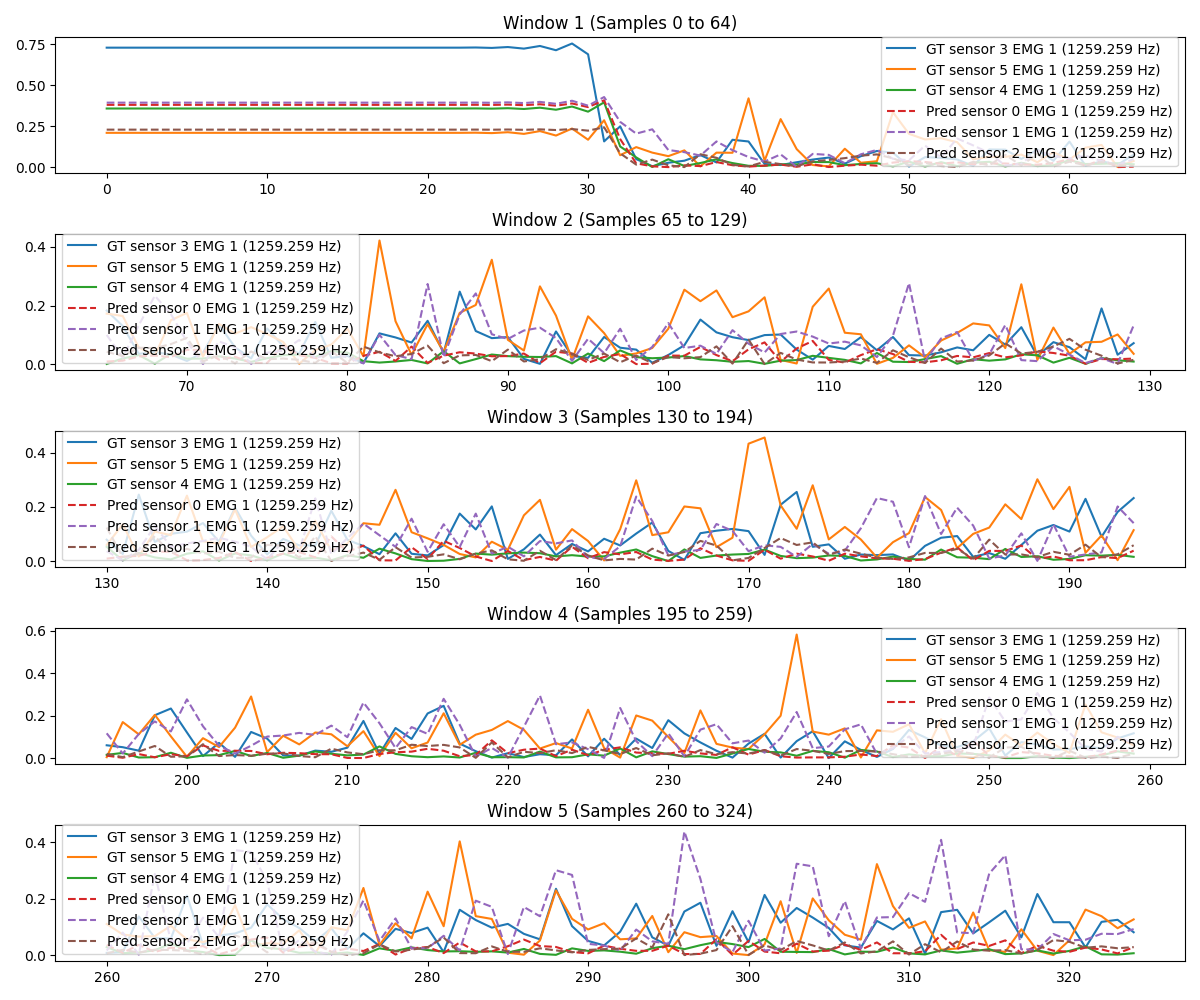 Window 1 (Samples 0 to 64)
0.75
0.50
0.25
0.00
GT sensor 3 EMG 1 (1259.259 Hz)
GT sensor 5 EMG 1 (1259.259 Hz)
GT sensor 4 EMG 1 (1259.259 Hz)
Pred sensor 0 EMG 1 (1259.259 Hz)
Pred sensor 1 EMG 1 (1259.259 Hz)
Pred sensor 2 EMG 1 (1259.259 Hz)
0 10 20 30 40 50 60
Window 2 (Samples 65 to 129)
0.4
0.2
0.0
GT sensor 3 EMG 1 (1259.259 Hz)
GT sensor 5 EMG 1 (1259.259 Hz)
GT sensor 4 EMG 1 (1259.259 Hz)
Pred sensor 0 EMG 1 (1259.259 Hz)
Pred sensor 1 EMG 1 (1259.259 Hz)
Pred sensor 2 EMG 1 (1259.259 Hz)
70 80 90 100 110 120 130
Window 3 (Samples 130 to 194)
0.4
0.2
0.0
GT sensor 3 EMG 1 (1259.259 Hz)
GT sensor 5 EMG 1 (1259.259 Hz)
GT sensor 4 EMG 1 (1259.259 Hz)
Pred sensor 0 EMG 1 (1259.259 Hz)
Pred sensor 1 EMG 1 (1259.259 Hz)
Pred sensor 2 EMG 1 (1259.259 Hz)
130 140 150 160 170 180 190
Window 4 (Samples 195 to 259)
0.6
0.4
0.2
0.0
GT sensor 3 EMG 1 (1259.259 Hz)
GT sensor 5 EMG 1 (1259.259 Hz)
GT sensor 4 EMG 1 (1259.259 Hz)
Pred sensor 0 EMG 1 (1259.259 Hz)
Pred sensor 1 EMG 1 (1259.259 Hz)
Pred sensor 2 EMG 1 (1259.259 Hz)
200 210 220 230 240 250 260
Window 5 (Samples 260 to 324)
0.4
0.2
0.0
GT sensor 3 EMG 1 (1259.259 Hz)
GT sensor 5 EMG 1 (1259.259 Hz)
GT sensor 4 EMG 1 (1259.259 Hz)
Pred sensor 0 EMG 1 (1259.259 Hz)
Pred sensor 1 EMG 1 (1259.259 Hz)
Pred sensor 2 EMG 1 (1259.259 Hz)
260 270 280 290 300 310 320